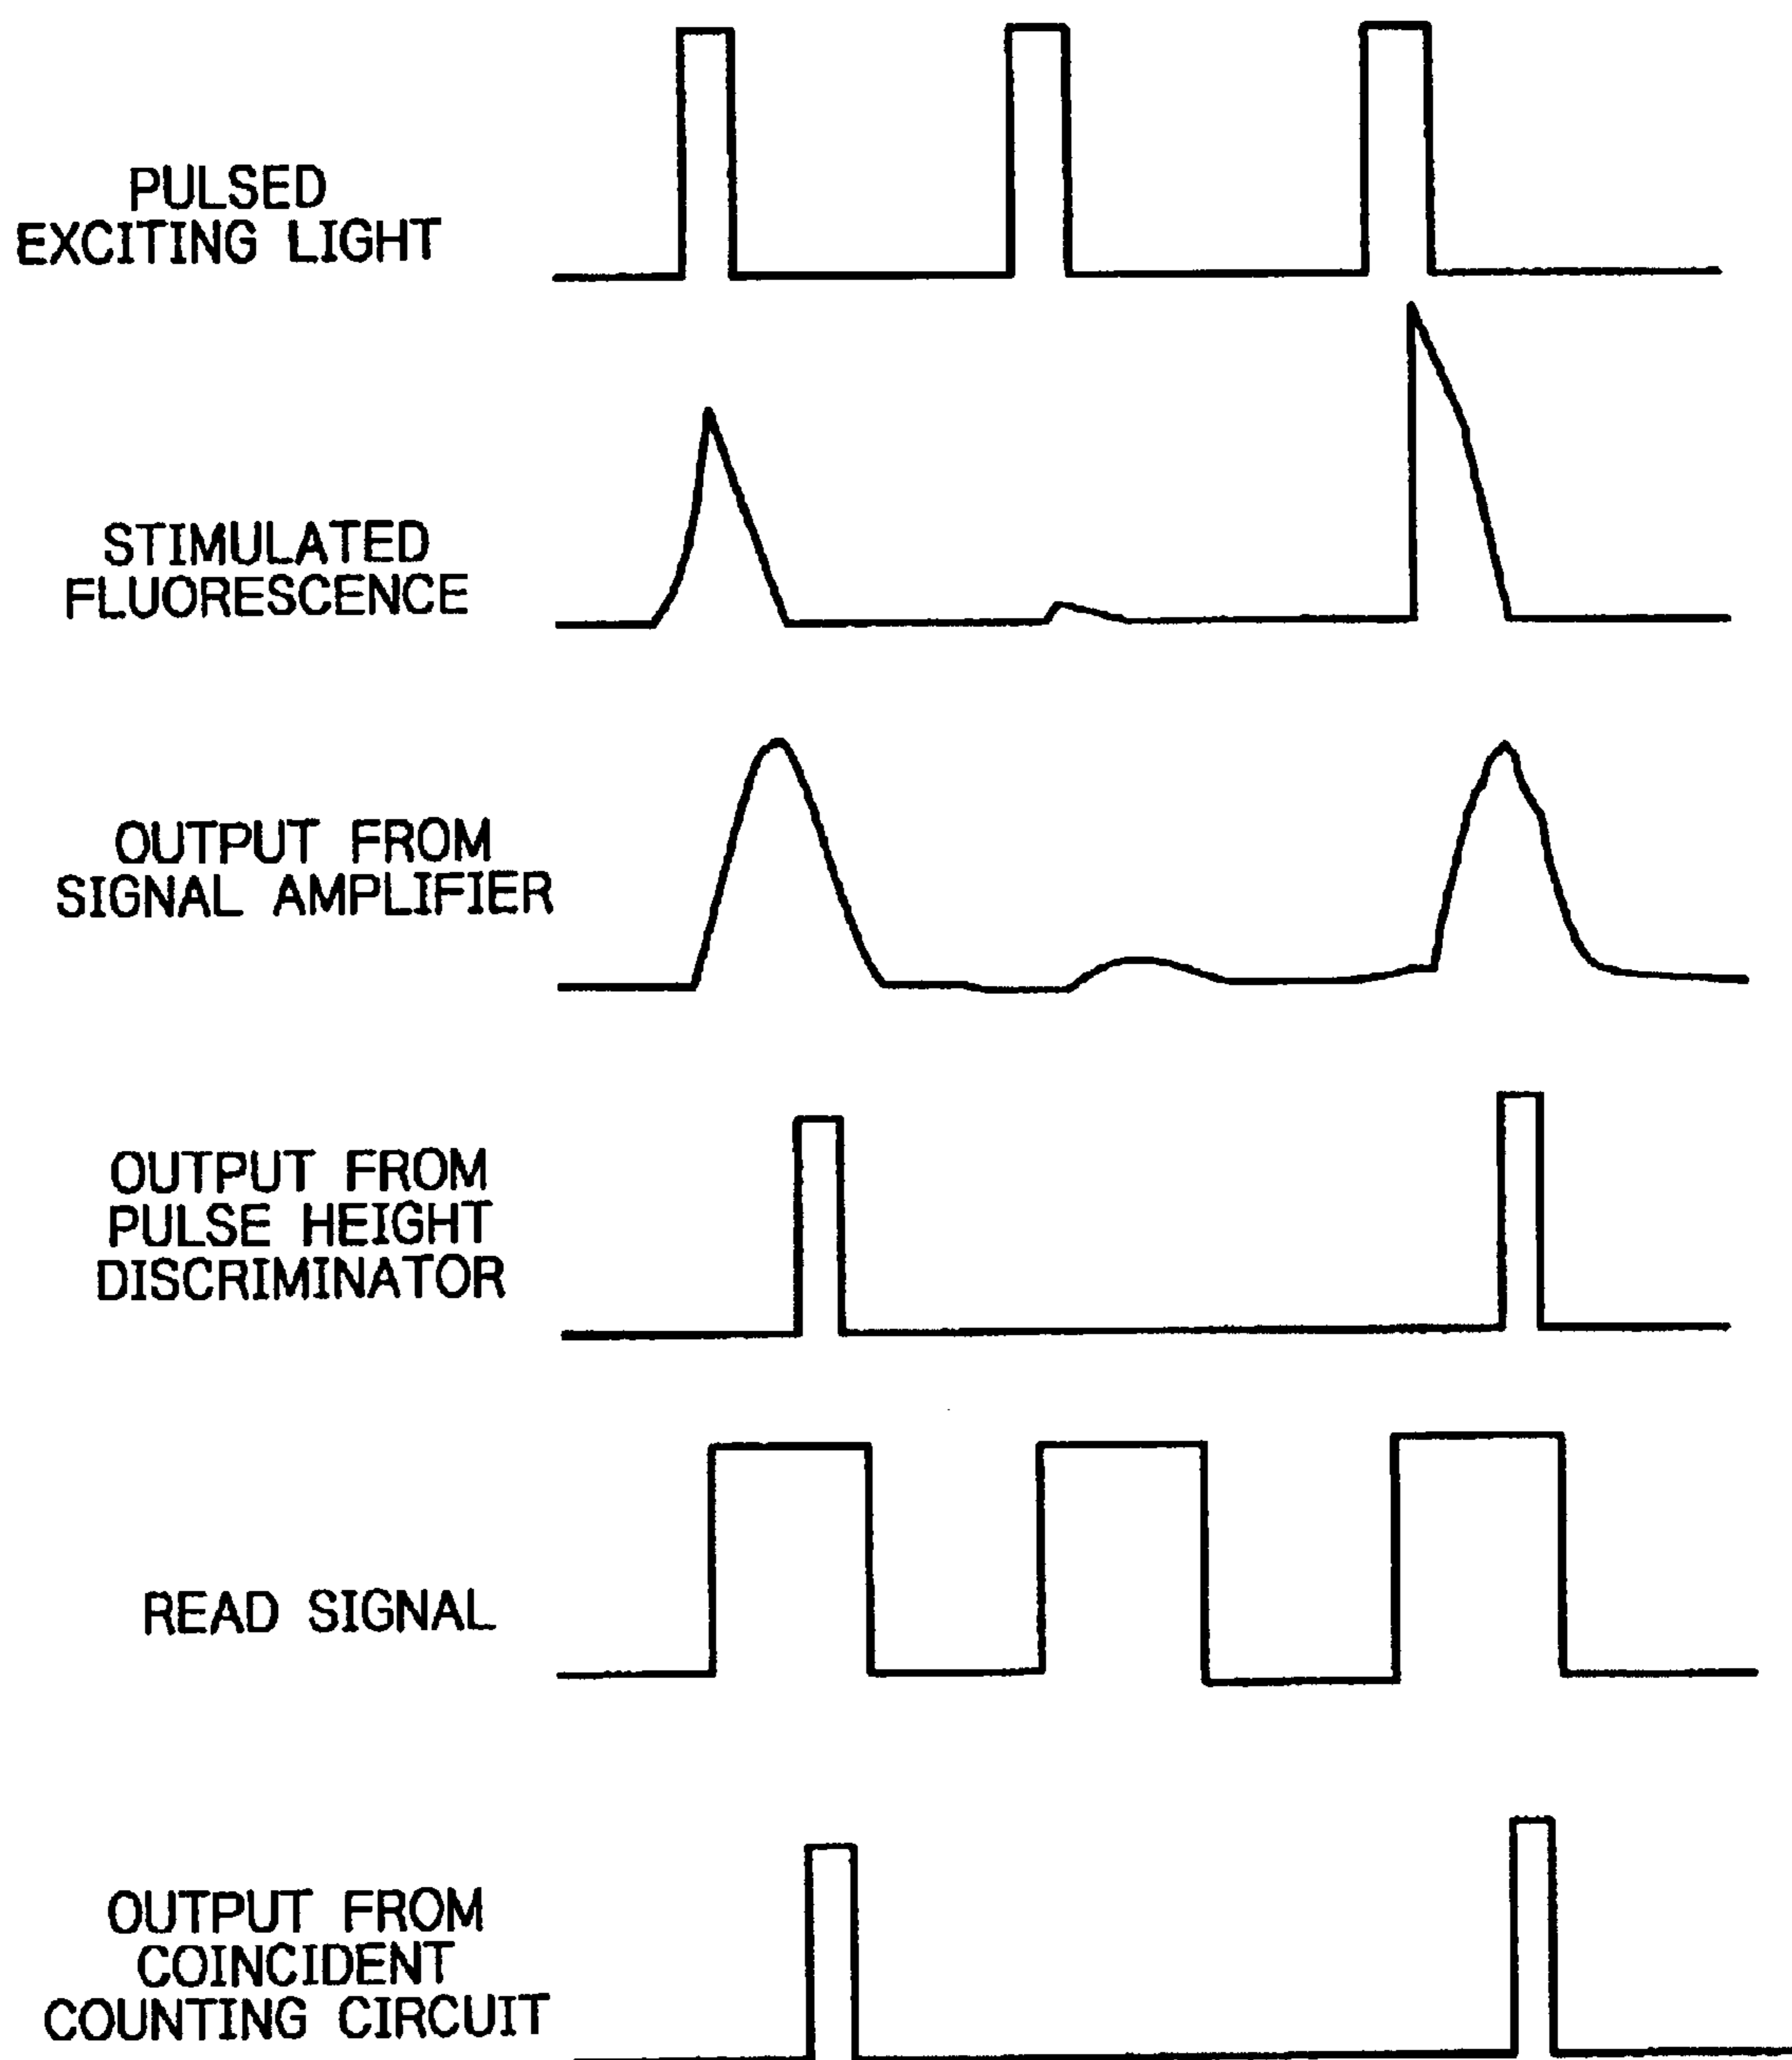 PULSED
EXCITING LIGHT
STIMULATED
FLUORESCENCE
OUTPUT FROM
SIGNAL AMPLIFIER
OUTPUT FROM
PULSE HEIGHT
DISCRIMINATOR
READ SIGNAL
OUTPUT FROM
COINCIDENT
COUNTING CIRCUIT